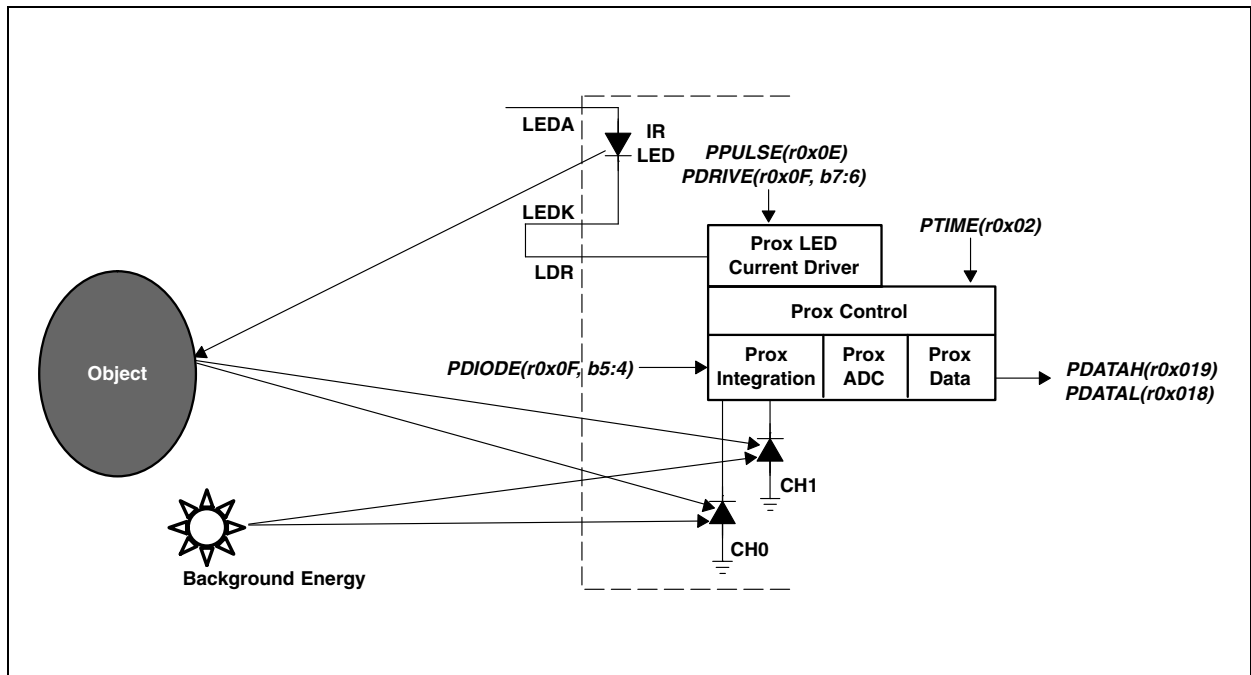 LEDA
IR
LED
PPULSE(r0x0E)
PDRIVE(r0x0F, b7:6)
LEDK
PTIME(r0x02)
LDR
Prox LED
Current Driver
Prox Control
Object
PDIODE(r0x0F, b5:4)
Prox
Integration
Prox
ADC
Prox
Data
PDATAH(r0x019)
PDATAL(r0x018)
CH1
CH0
Background Energy